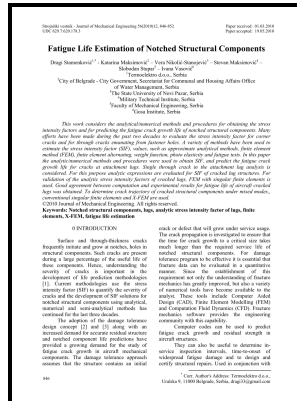 Strojniški vestnik - Journal of Mechanical Engineering 56(2010)12, 846-852
Paper received: 01.03.2010
UDC 629.7:620.178.3
Paper accepted: 19.05.2010
Fatigue Life Estimation of Notched Structural Components
Dragi Stamenković - Katarina Maksimović - Vera Nikolić-Stanojević - Stevan Maksimović -
Slobodan Stupar - Ivana Vasović
Termoelektro d.o.o., Serbia
City of Belgrade - City Government, Secretariat for Communal and Housing Affairs Office
of Water Management, Serbia
The State University of Novi Pazar, Serbia
Military Technical Institute, Serbia
Faculty of Mechanical Engineering, Serbia
Gosa Institute, Serbia
This work considers the analytical/numerical methods and procedures for obtaining the stress
intensity factors and for predicting the fatigue crack growth life of notched structural components. Many
efforts have been made during the past two decades to evaluate the stress intensity factor for corner
cracks and for through cracks emanating from fastener holes. A variety of methods have been used to
estimate the stress intensity factor (SIF), values, such as approximate analytical methods, finite element
method (FEM), finite element alternating, weight function, photo elasticity and fatigue tests. In this paper
the analytic/numerical methods and procedures were used to obtain SIF, and predict the fatigue crack
growth life for cracks at attachment lugs. Single through crack in the attachment lug analysis is
considered. For this purpose analytic expressions are evaluated for SIF of cracked lug structures. For
validation of the analytic stress intensity factors of cracked lugs, FEM with singular finite elements is
used. Good agreement between computation and experimental results for fatigue life of aircraft cracked
lugs was obtained. To determine crack trajectory of cracked structural components under mixed modes,
conventional singular finite elements and X-FEM are used.
©2010 Journal of Mechanical Engineering. All rights reserved.
Keywords: Notched structural components, lugs, analytic stress intensity factor of lugs, finite
elements, X-FEM, fatigue life estimation
0 INTRODUCTION
Surface and through-thickness cracks
frequently initiate and grow at notches, holes in
structural components. Such cracks are present
during a large percentage of the useful life of
these components. Hence, understanding the
severity of cracks is important in the
development of life prediction methodologies
[1]. Current methodologies use the stress
intensity factor (SIF) to quantify the severity of
cracks and the development of SIF solutions for
notched structural components using analytical,
numerical and semi-analytical methods has
continued for the last three decades.
The adoption of the damage tolerance
design concept [2] and [3] along with an
increased demand for accurate residual structure
and notched component life predictions have
provided a growing demand for the study of
fatigue crack growth in aircraft mechanical
components. The damage tolerance approach
assumes that the structure contains an initial
crack or defect that will grow under service usage.
The crack propagation is investigated to ensure that
the time for crack growth to a critical size takes
much longer than the required service life of
notched structural components. For damage
tolerance program to be effective it is essential that
fracture data can be evaluated in a quantitative
manner. Since the establishment of this
requirement not only the understanding of fracture
mechanics has greatly improved, but also a variety
of numerical tools have become available to the
analyst. These tools include Computer Aided
Design (CAD), Finite Element Modelling (FEM)
and Computational Fluid Dynamics (CFD). Fracture
mechanics software provides the engineering
community with this capability.
Computer codes can be used to predict
fatigue crack growth and residual strength in
aircraft structures.
They can also be useful to determine in-
service inspection intervals, time-to-onset of
widespread fatigue damage and to design and
certify structural repairs. Used in conjunction with
846
Corr. Author's Address: Termoelektro d.o.o.,
Uralska 9, 11000 Belgrade, Serbia,